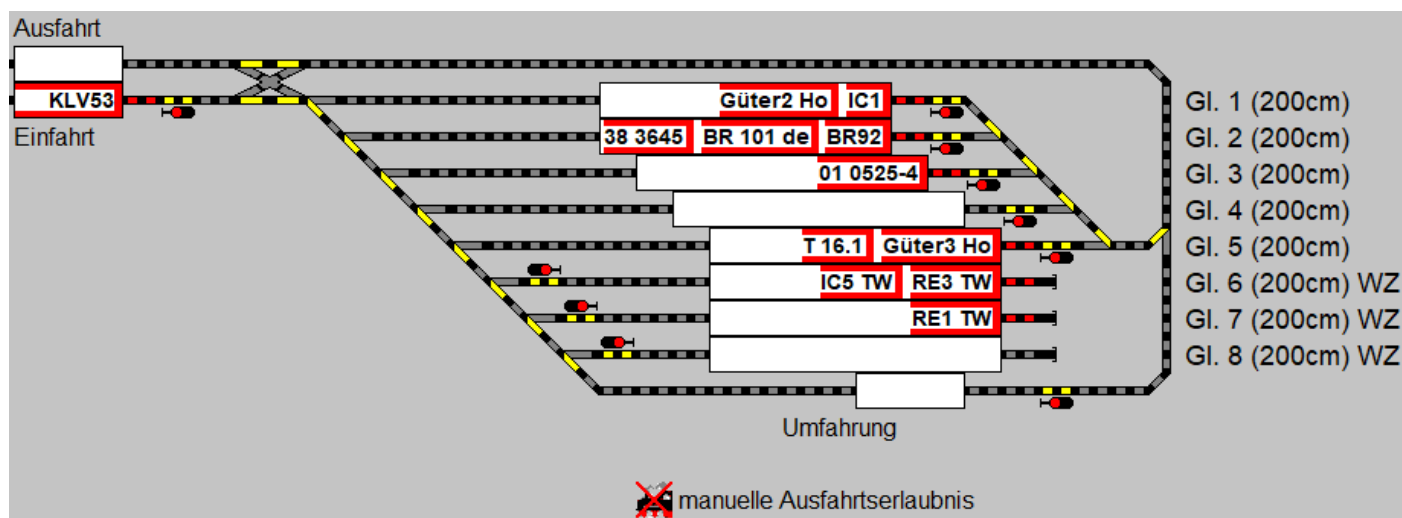 Ausfahrt
KLV53
Einfahrt
Güter2 Ho IC1 Gl. 1 (200cm)
38 3645 BR 101 de BR92 Gl. 2 (200cm)
01 0525-4 Gl. 3 (200cm)
Gl. 4 (200cm)
T 16.1 Güter3 Ho Gl. 5 (200cm)
IC5 TW RE3 TW Gl. 6 (200cm) WZ
RE1 TW Gl. 7 (200cm) WZ
Gl. 8 (200cm) WZ
Umfahrung
manuelle Ausfahrtserlaubnis